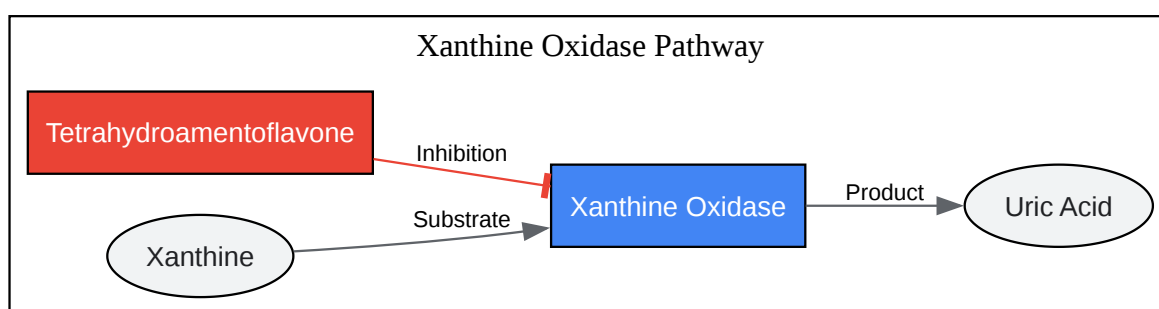 Xanthine Oxidase Pathway
Tetrahydroamentoflavone
Inhibition
Xanthine Oxidase
Product
Uric Acid
Substrate
Xanthine